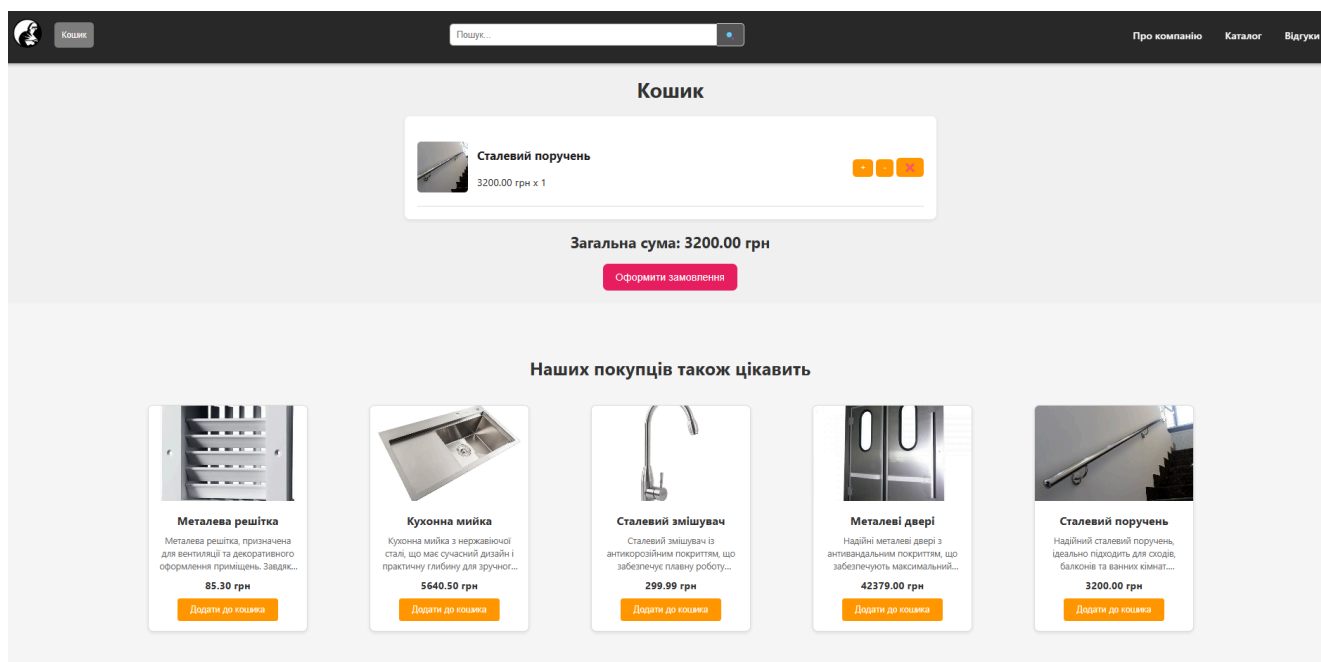 Кошик
Пошук...
Про компанію
Каталог
Відгуки
Кошик
Сталевий поручень
3200.00 грн x 1
+
-
Загальна сума: 3200.00 грн
Оформити замовлення
Наших покупців також цікавить
Металева решітка
Металева решітка, призначена
для вентиляції та декоративного
оформлення приміщень. Завдяк...
85.30 грн
Додати до кошика
Кухонна мийка
Кухонна мийка з нержавіючої
сталі, що має сучасний дизайн і
практичну глибину для зручног...
5640.50 грн
Додати до кошика
Сталевий змішувач
Сталевий змішувач із
антикорозійним покриттям, що
забезпечує плавну роботу...
299.99 грн
Додати до кошика
Металеві двері
Надійні металеві двері з
антивандальним покриттям, що
забезпечують максимальний...
42379.00 грн
Додати до кошика
Сталевий поручень
Надійний сталевий поручень,
ідеально підходить для сходів,
балконів та ванних кімнат....
3200.00 грн
Додати до кошика